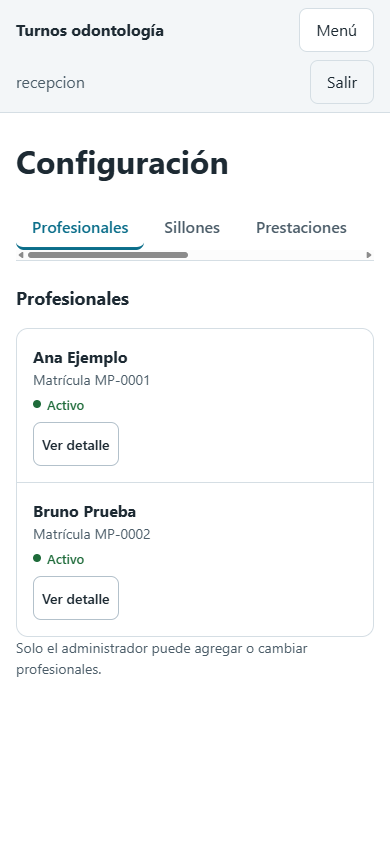 Turnos odontología
Menú
recepcion
Salir
Configuración
Profesionales
Sillones
Prestaciones
Profesionales
Ana Ejemplo
Matrícula MP-0001
Activo
Ver detalle
Bruno Prueba
Matrícula MP-0002
Activo
Ver detalle
Solo el administrador puede agregar o cambiar
profesionales.